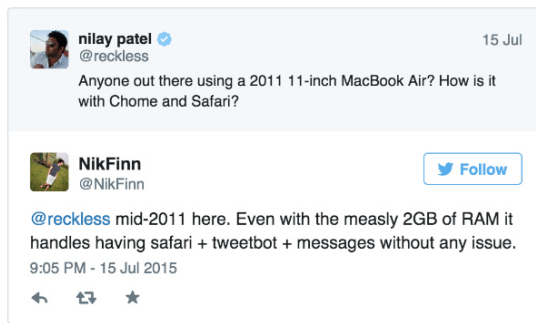 nilay patel
15 Jul
@reckless
Anyone out there using a 2011 11-inch MacBook Air? How is it
with Chome and Safari?
NikFinn
Follow
@NikFinn
@reckless mid-2011 here. Even with the measly 2GB of RAM it
handles having safari + tweetbot + messages without any issue.
9:05 PM - 15 Jul 2015